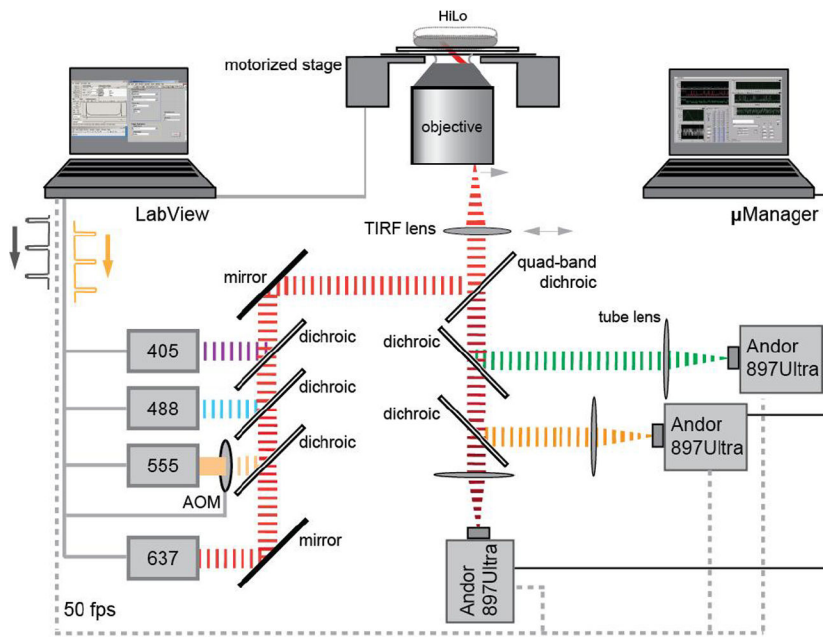 HiLo
motorized stage
objective
LabView
µManager
TIRF lens
mirror
quad-band
dichroic
tube lens
405
dichroic
dichroic
Andor
897Ultra
488
dichroic
dichroic
Andor
897Ultra
555
dichroic
AOM
637
mirror
Andor
897Ultra
50 fps